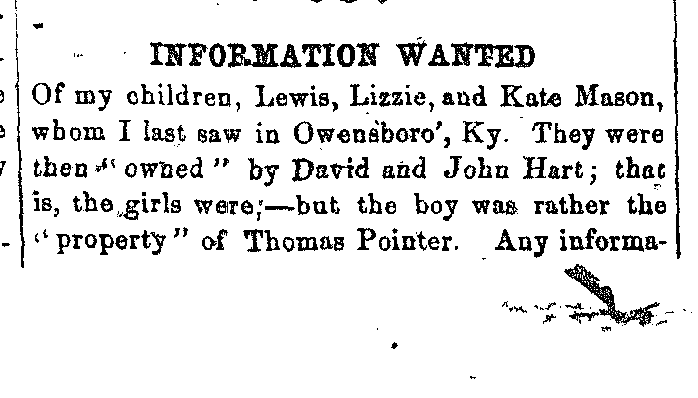 INFORMATION WANTED
Of my children, Lewis, Lizzie, and Kate Mason,
whom I last saw in Owensboro', Ky. They were
then "owned" by David and John Hart; that
is, the girls were;—but the boy was rather the
"property" of Thomas Pointer. Any informa-